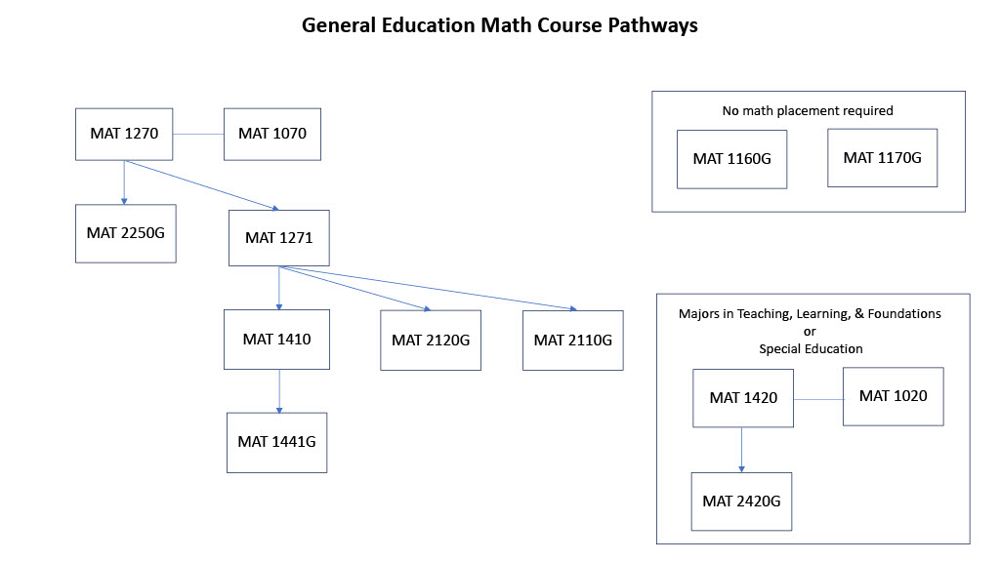 General Education Math Course Pathways
MAT 1270
MAT 1070
No math placement required
MAT 1160G
MAT 1170G
MAT 2250G
MAT 1271
MAT 1410
MAT 2120G
MAT 2110G
MAT 1441G
Majors in Teaching, Learning, & Foundations
or
Special Education
MAT 1420
MAT 1020
MAT 2420G